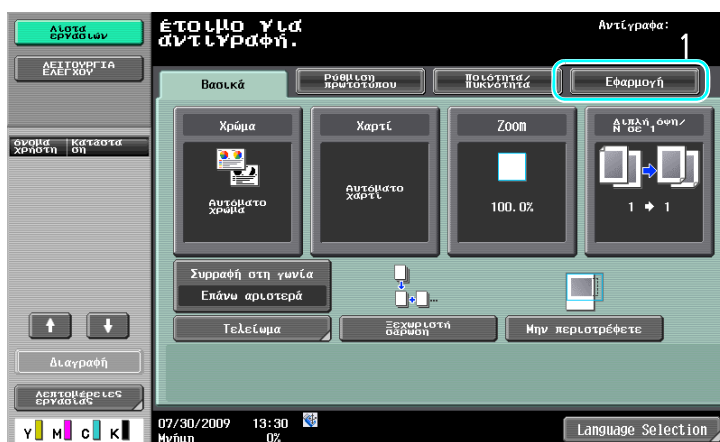 Λίστα
εργασιών
ΛΕΙΤΟΥΡΓΙΑ
ΕΛΕΓΧΟΥ
όνομα χρήστη
Κατάσταση
Διαγραφή
Λεπτομέρειες
εργασίας
Y M C K
έτοιμο για
αντιγραφή.
Αντίγραφα:
1
Βασικά
Ρύθμιση
πρωτοτύπου
Ποιότητα/
Πυκνότητα
Εφαρμογή
Χρώμα
Αυτόματο
χρώμα
Χαρτί
Αυτόματο
χαρτί
Zoom
100.0%
Διπλή όψη/
N σε 1
1 → 1
Συρραφή στη γωνία
Επάνω αριστερά
Τελείωμα
Ξεχωριστή
σάρωση
Μην περιστρέφετε
07/30/2009 13:30
Μνήμη 0%
Language Selection